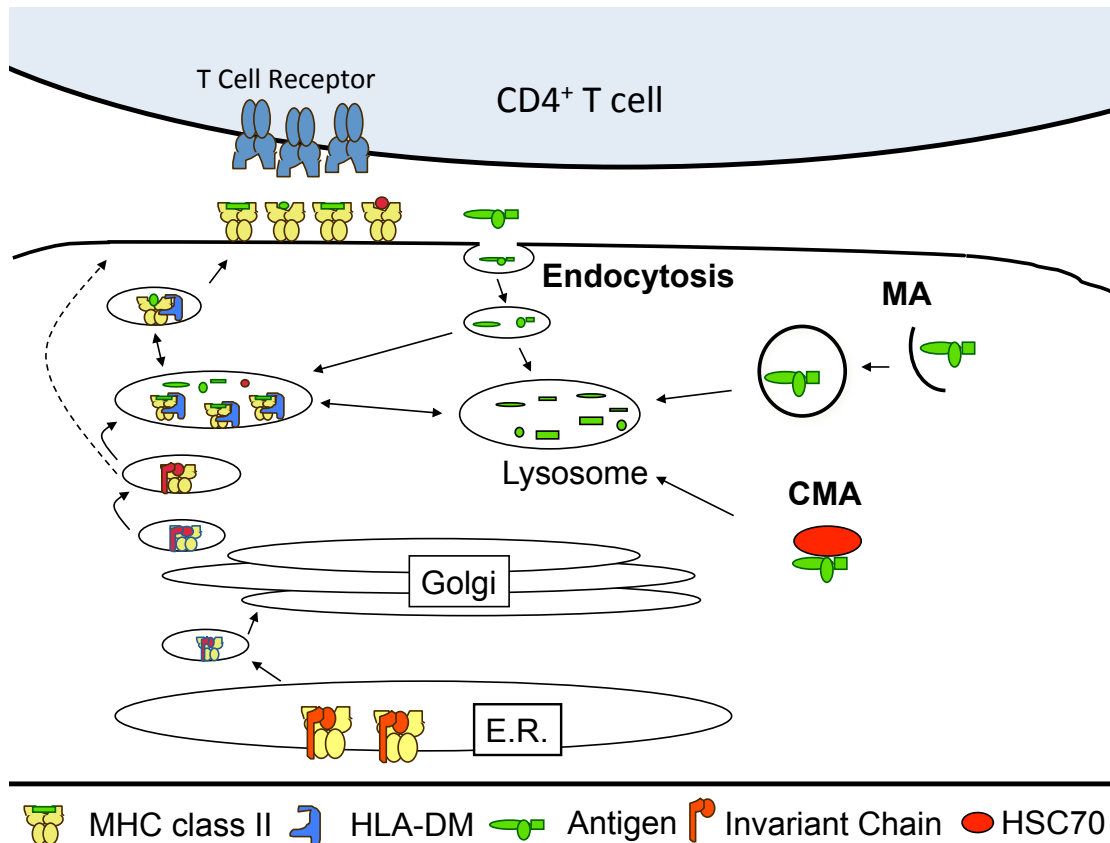 T Cell Receptor
CD4⁺ T cell
Endocytosis
MA
Lysosome
CMA
Golgi
E.R.
MHC class II HLA-DM Antigen Invariant Chain HSC70